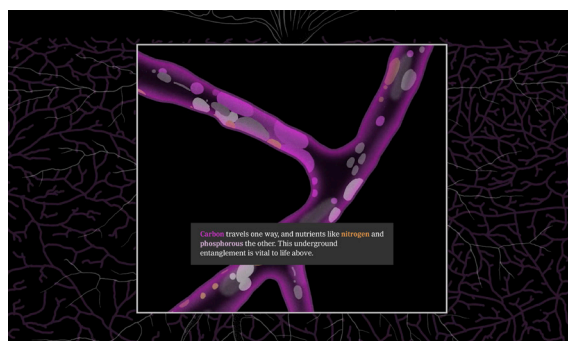 Carbon travels one way, and nutrients like nitrogen and
phosphorous the other. This underground
entanglement is vital to life above.